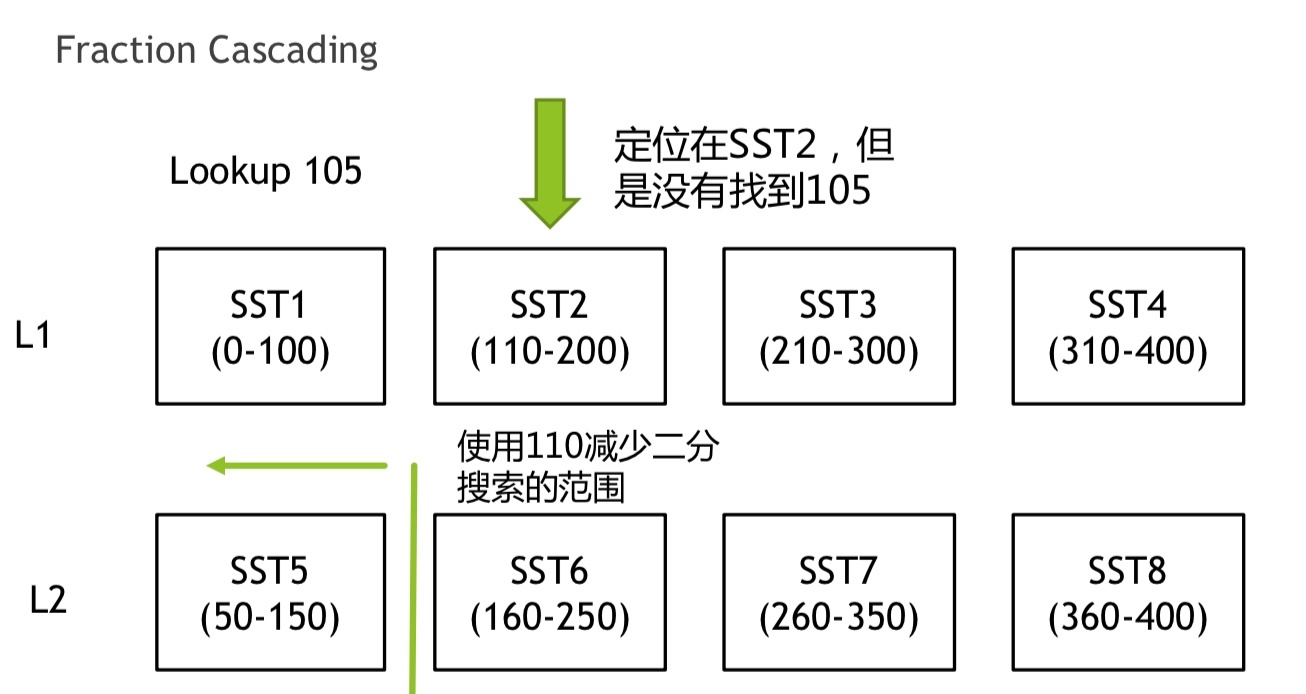 Fraction Cascading
Lookup 105
定位在SST2，但
是没有找到105
L1
SST1
(0-100)
SST2
(110-200)
SST3
(210-300)
SST4
(310-400)
使用110减少二分
搜索的范围
L2
SST5
(50-150)
SST6
(160-250)
SST7
(260-350)
SST8
(360-400)